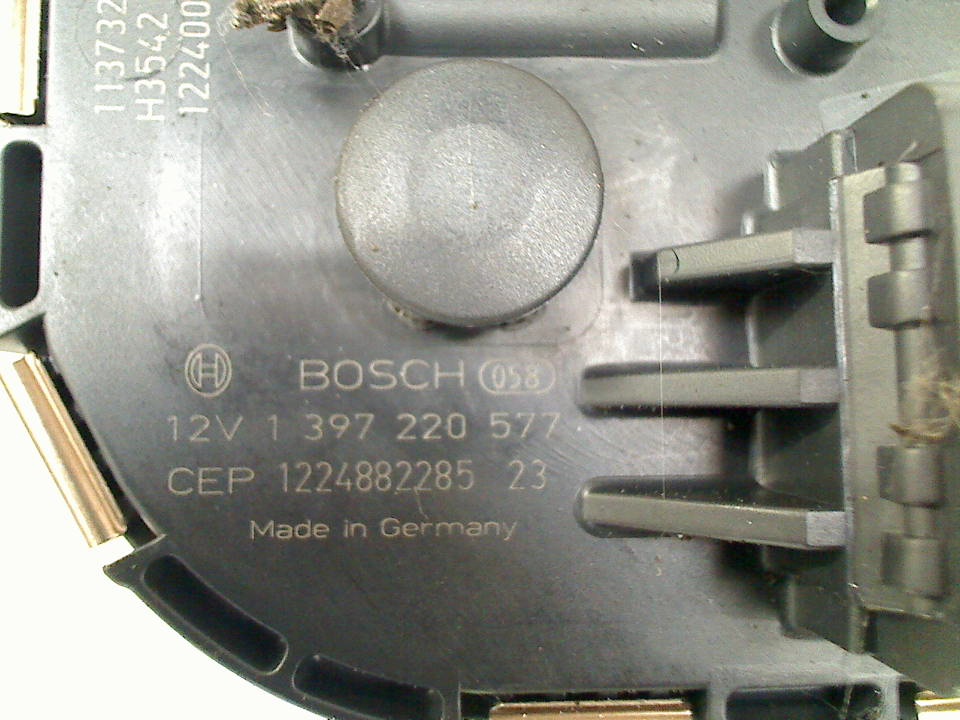 113732
H3542
122400
BOSCH 058
12V 1 397 220 577
CEP 1224882285 23
Made in Germany